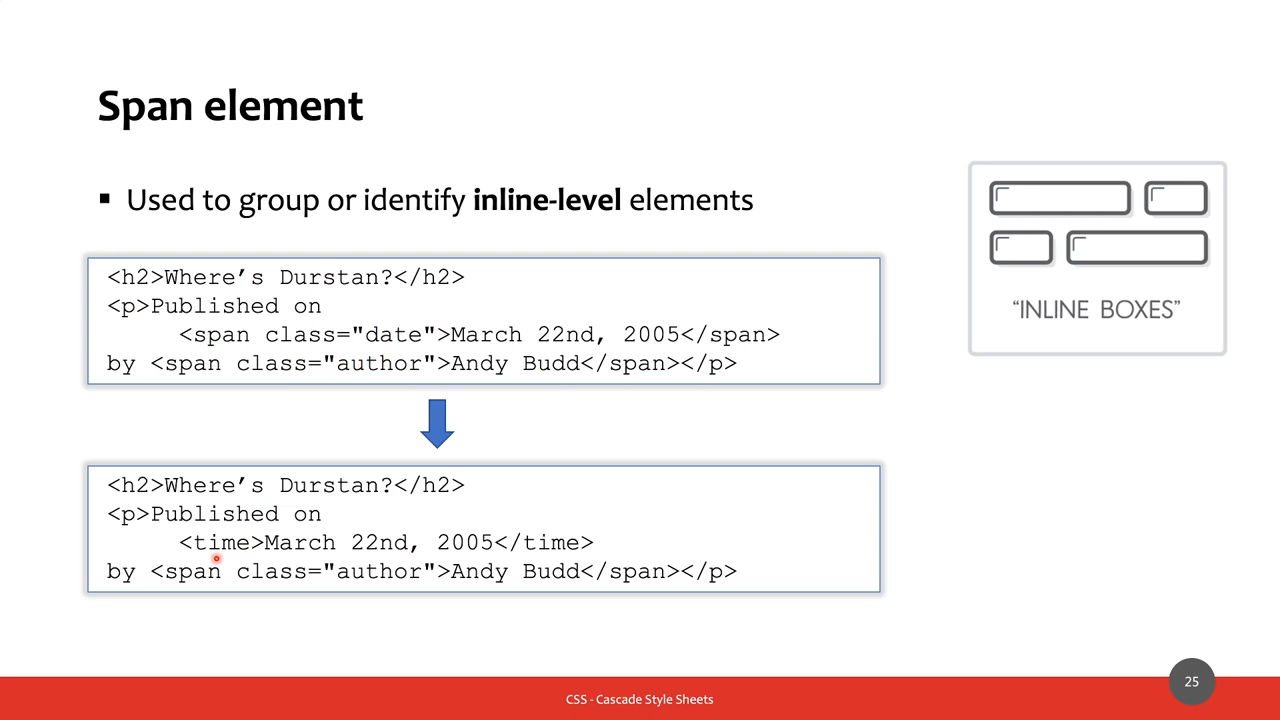 Span element
▪ Used to group or identify inline-level elements
<h2>Where’s Durstan?</h2>
<p>Published on
<span class="date">March 22nd, 2005</span>
by <span class="author">Andy Budd</span></p>
“INLINE BOXES”
<h2>Where’s Durstan?</h2>
<p>Published on
<time>March 22nd, 2005</time>
by <span class="author">Andy Budd</span></p>
25
CSS - Cascade Style Sheets